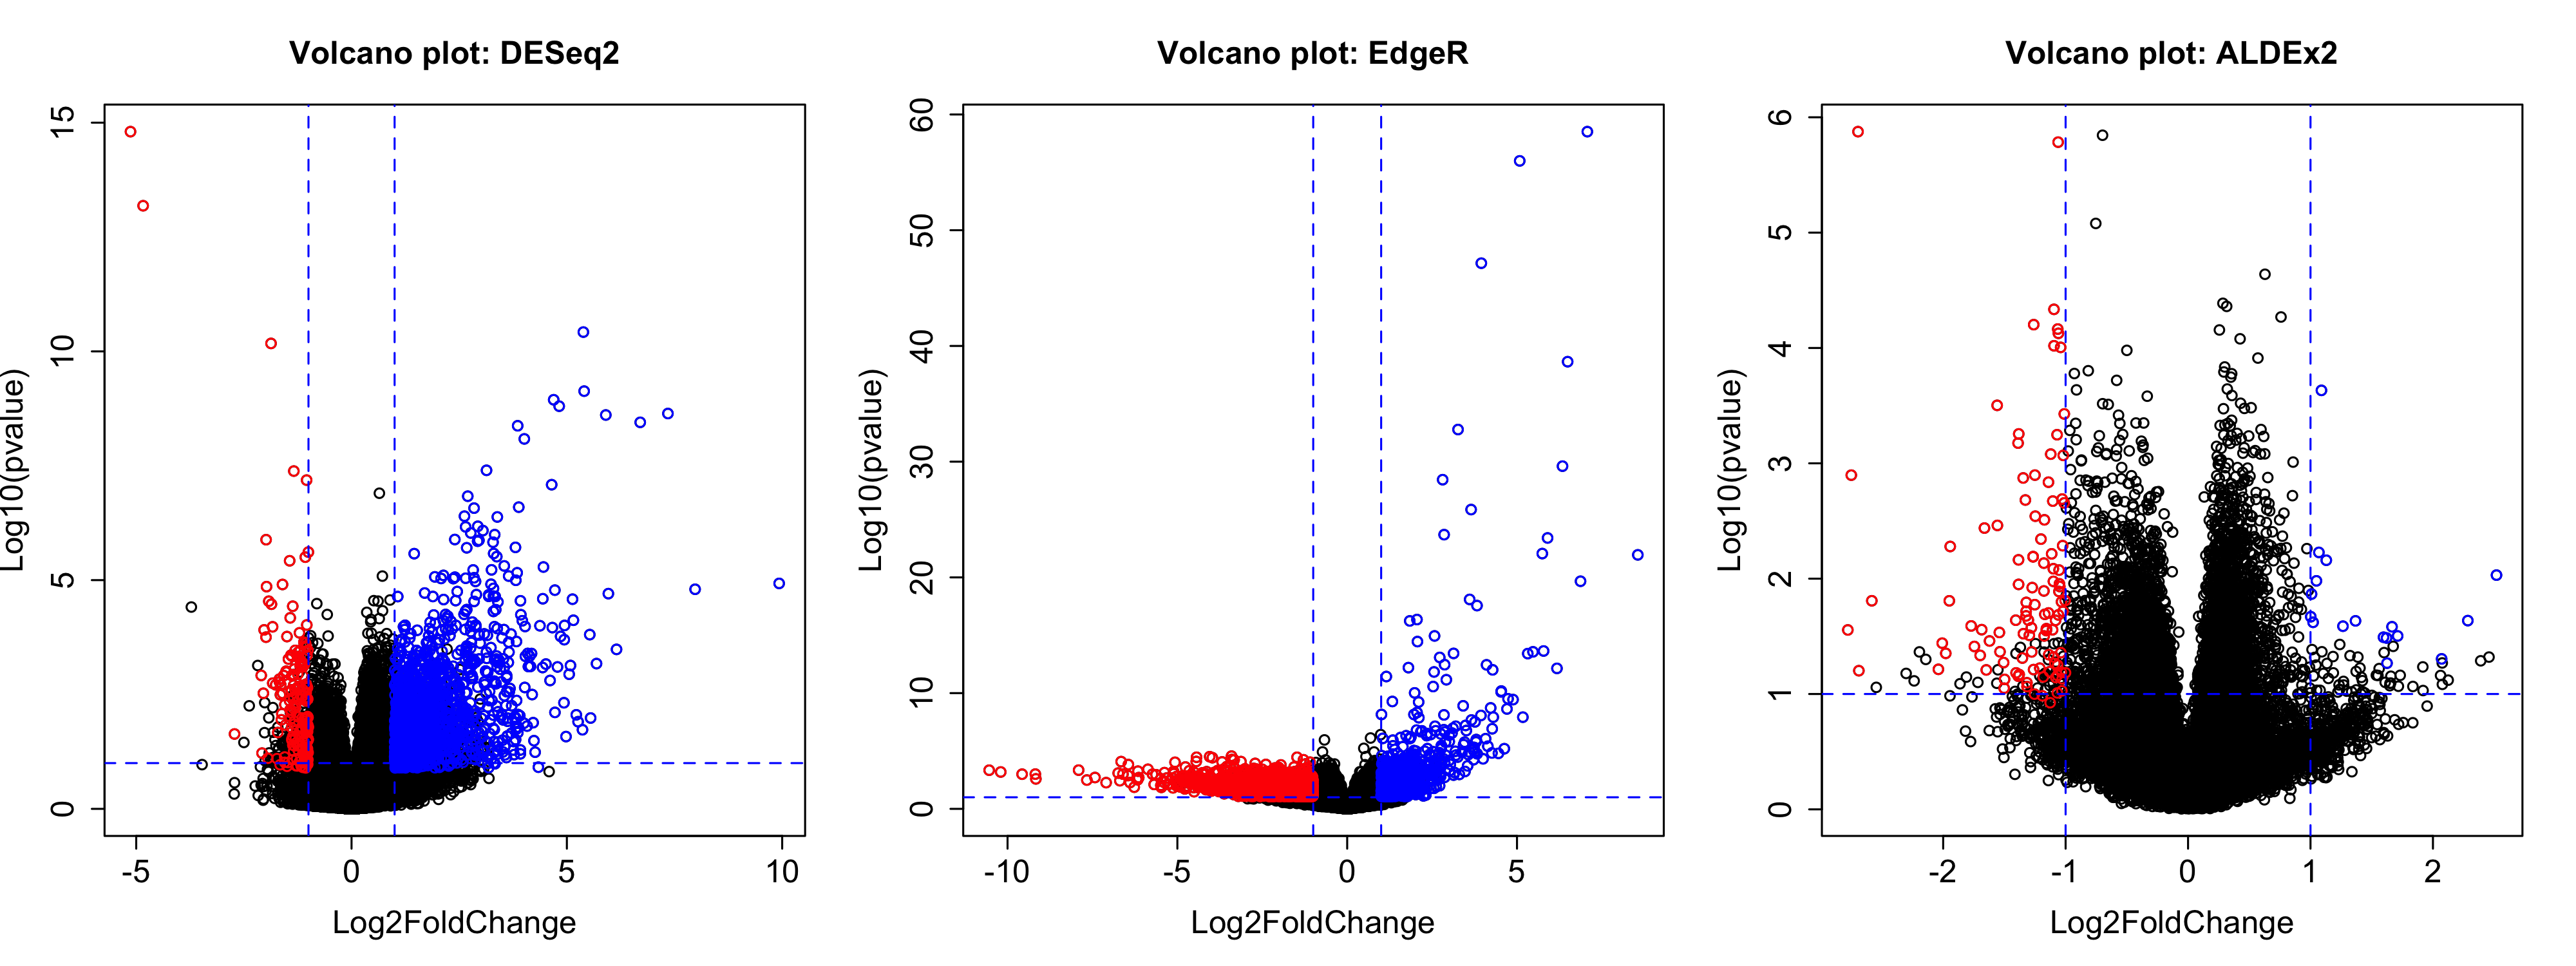 Volcano plot: DESeq2
Log10(pvalue)
15
10
5
0
-5 0 5 10
Log2FoldChange
Volcano plot: EdgeR
Log10(pvalue)
60
50
40
30
20
10
0
-10 -5 0 5
Log2FoldChange
Volcano plot: ALDEx2
Log10(pvalue)
6
5
4
3
2
1
0
-2 -1 0 1 2
Log2FoldChange